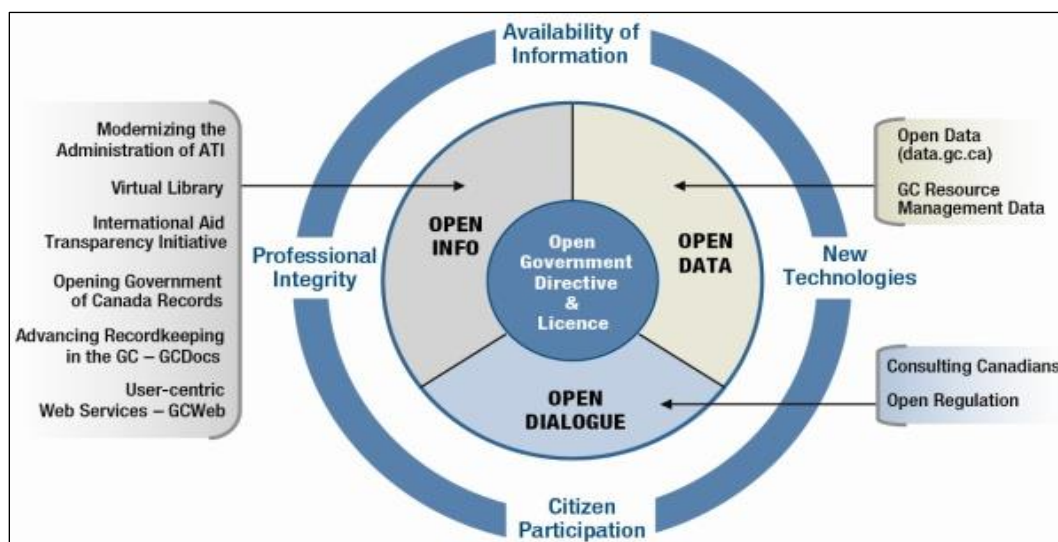 Availability of
Information
Modernizing the
Administration of ATI
Virtual Library
International Aid
Transparency Initiative
Opening Government
of Canada Records
Advancing Recordkeeping
in the GC – GCDocs
User-centric
Web Services – GCWeb
Professional
Integrity
OPEN
INFO
Open
Government
Directive
&
Licence
OPEN
DATA
OPEN
DIALOGUE
New
Technologies
Open Data
(data.gc.ca)
GC Resource
Management Data
Consulting Canadians
Open Regulation
Citizen
Participation